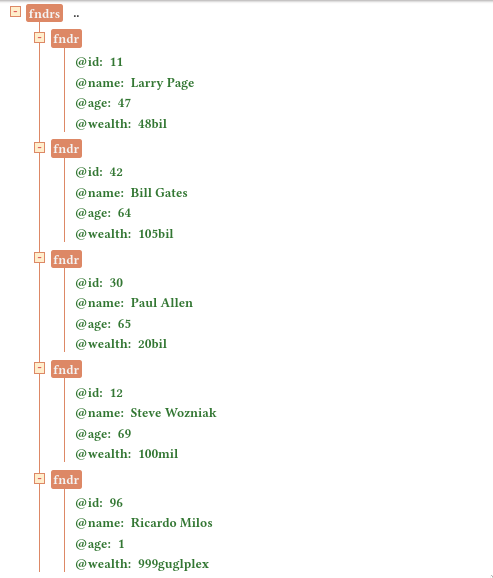 fndrs ..
fndr
@id: 11
@name: Larry Page
@age: 47
@wealth: 48bil
fndr
@id: 42
@name: Bill Gates
@age: 64
@wealth: 105bil
fndr
@id: 30
@name: Paul Allen
@age: 65
@wealth: 20bil
fndr
@id: 12
@name: Steve Wozniak
@age: 69
@wealth: 100mil
fndr
@id: 96
@name: Ricardo Milos
@age: 1
@wealth: 999guglplex